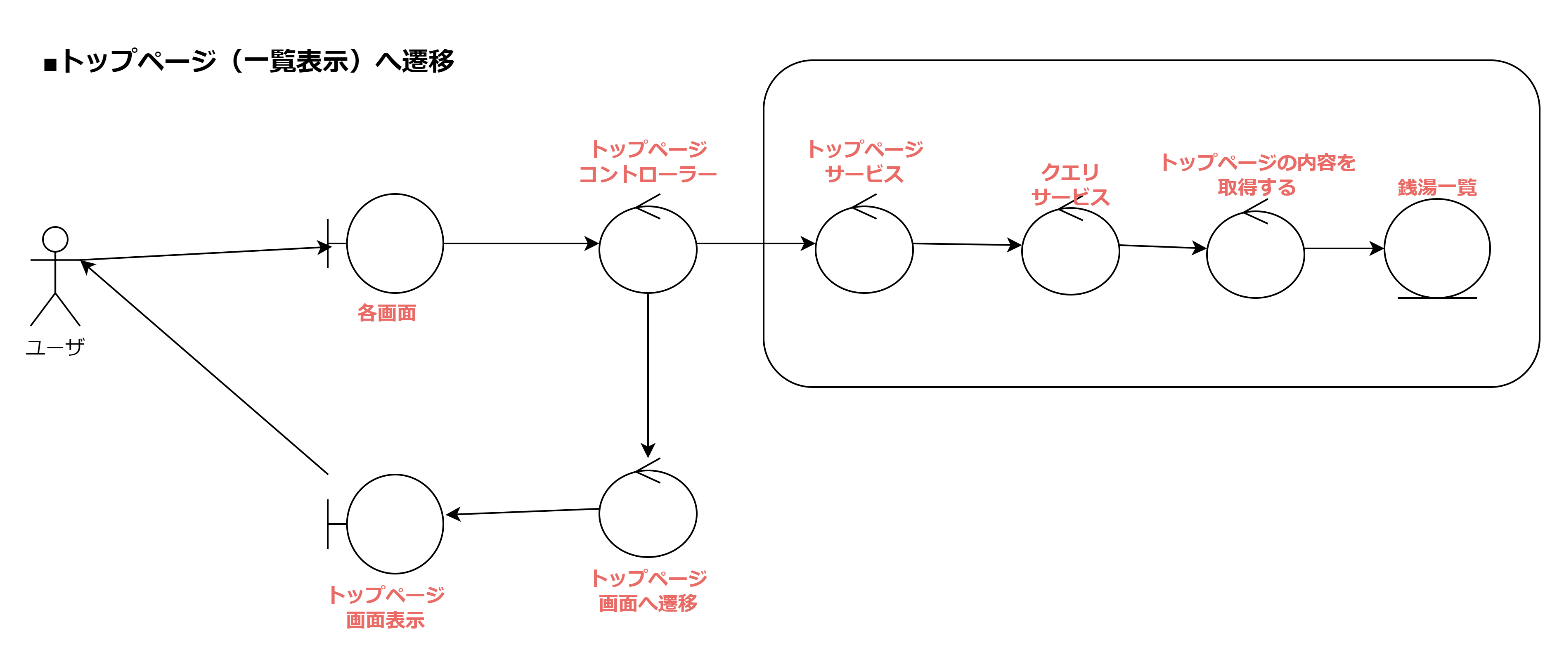 ■トップページ（一覧表示）へ遷移
トップページ
コントローラー
トップページ
サービス
クエリ
サービス
トップページの内容を
取得する
銭湯一覧
各画面
ユーザ
トップページ
画面へ遷移
トップページ
画面表示